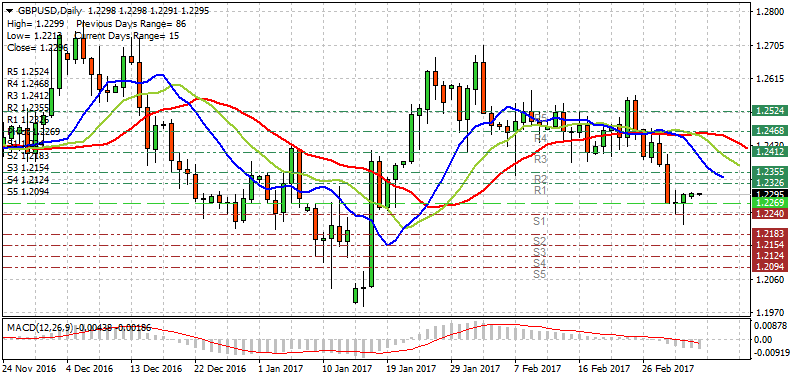 GBPUSD,Daily 1.2298 1.2298 1.2291 1.2295
High= 1.2299 Previous Days Range= 86
Low= 1.2213 Current Days Range= 15
Close= 1.2296
R5 1.2524
R4 1.2468
R3 1.2412
R2 1.2355
1.2269
S2 1.2183
S3 1.2154
S4 1.2124
S5 1.2094
R5
R4
R3
R2
R1
S1
S2
S3
S4
S5
1.2800
1.2705
1.2615
1.2524
1.2468
1.2412
1.2355
1.2326
1.2295
1.2269
1.2240
1.2183
1.2154
1.2124
1.2094
1.2060
1.1970
MACD(12,26,9) -0.00438 -0.00186
0.00878
0.00
-0.00919
24 Nov 2016
4 Dec 2016
13 Dec 2016
22 Dec 2016
1 Jan 2017
10 Jan 2017
19 Jan 2017
29 Jan 2017
7 Feb 2017
16 Feb 2017
26 Feb 2017